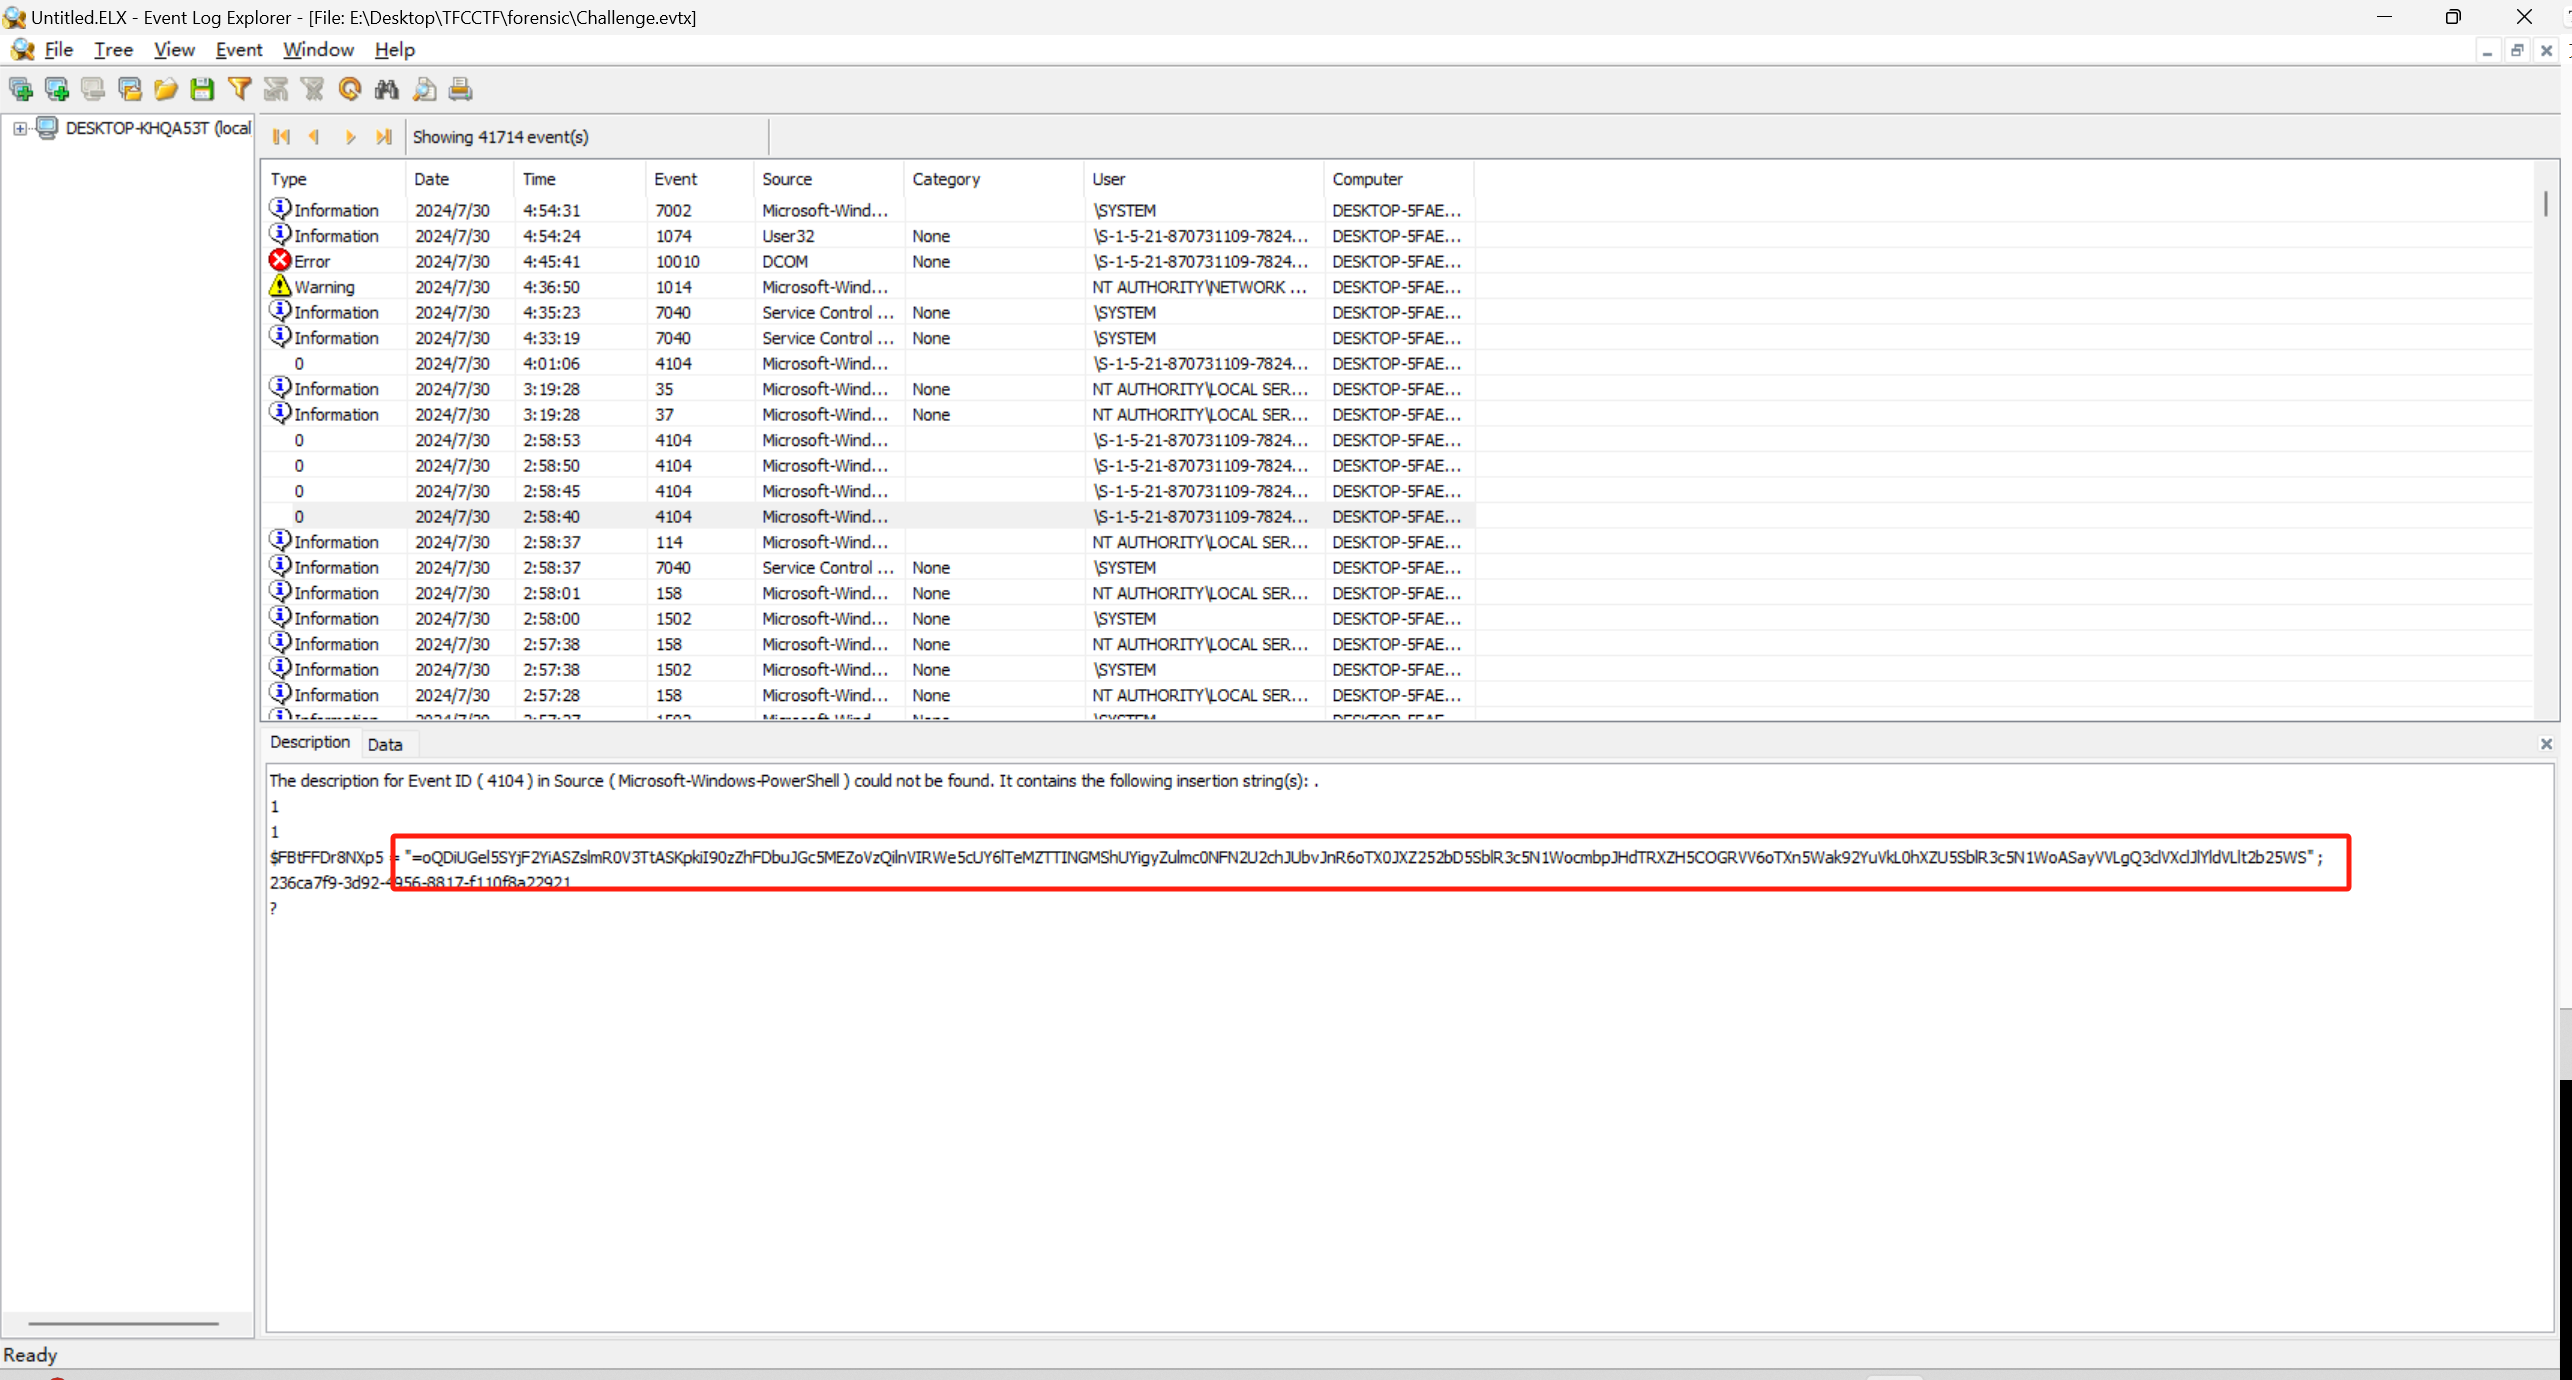 Untitled.ELX - Event Log Explorer - [File: E:\Desktop\TFCCTF\forensic\Challenge.evtx]
File Tree View Event Window Help
DESKTOP-KHQA53T (local
Showing 41714 event(s)
Type Date Time Event Source Category User Computer
Information 2024/7/30 4:54:31 7002 Microsoft-Wind... \SYSTEM DESKTOP-5FAE...
Information 2024/7/30 4:54:24 1074 User32 None \S-1-5-21-870731109-7824... DESKTOP-5FAE...
Error 2024/7/30 4:45:41 10010 DCOM None \S-1-5-21-870731109-7824... DESKTOP-5FAE...
Warning 2024/7/30 4:36:50 1014 Microsoft-Wind... NT AUTHORITY\NETWORK ... DESKTOP-5FAE...
Information 2024/7/30 4:35:23 7040 Service Control ... None \SYSTEM DESKTOP-5FAE...
Information 2024/7/30 4:33:19 7040 Service Control ... None \SYSTEM DESKTOP-5FAE...
0 2024/7/30 4:01:06 4104 Microsoft-Wind... \S-1-5-21-870731109-7824... DESKTOP-5FAE...
Information 2024/7/30 3:19:28 35 Microsoft-Wind... None NT AUTHORITY\LOCAL SER... DESKTOP-5FAE...
Information 2024/7/30 3:19:28 37 Microsoft-Wind... None NT AUTHORITY\LOCAL SER... DESKTOP-5FAE...
0 2024/7/30 2:58:53 4104 Microsoft-Wind... \S-1-5-21-870731109-7824... DESKTOP-5FAE...
0 2024/7/30 2:58:50 4104 Microsoft-Wind... \S-1-5-21-870731109-7824... DESKTOP-5FAE...
0 2024/7/30 2:58:45 4104 Microsoft-Wind... \S-1-5-21-870731109-7824... DESKTOP-5FAE...
0 2024/7/30 2:58:40 4104 Microsoft-Wind... \S-1-5-21-870731109-7824... DESKTOP-5FAE...
Information 2024/7/30 2:58:37 114 Microsoft-Wind... NT AUTHORITY\LOCAL SER... DESKTOP-5FAE...
Information 2024/7/30 2:58:37 7040 Service Control ... None \SYSTEM DESKTOP-5FAE...
Information 2024/7/30 2:58:01 158 Microsoft-Wind... None NT AUTHORITY\LOCAL SER... DESKTOP-5FAE...
Information 2024/7/30 2:58:00 1502 Microsoft-Wind... None \SYSTEM DESKTOP-5FAE...
Information 2024/7/30 2:57:38 158 Microsoft-Wind... None NT AUTHORITY\LOCAL SER... DESKTOP-5FAE...
Information 2024/7/30 2:57:38 1502 Microsoft-Wind... None \SYSTEM DESKTOP-5FAE...
Information 2024/7/30 2:57:28 158 Microsoft-Wind... None NT AUTHORITY\LOCAL SER... DESKTOP-5FAE...
Description Data
The description for Event ID ( 4104 ) in Source ( Microsoft-Windows-PowerShell ) could not be found. It contains the following insertion string(s): .
1
1
$FBtFFDr8NXp5 = "
" ;
236ca7f9-3d92-4956-8817-f110f8a22921
?
Ready